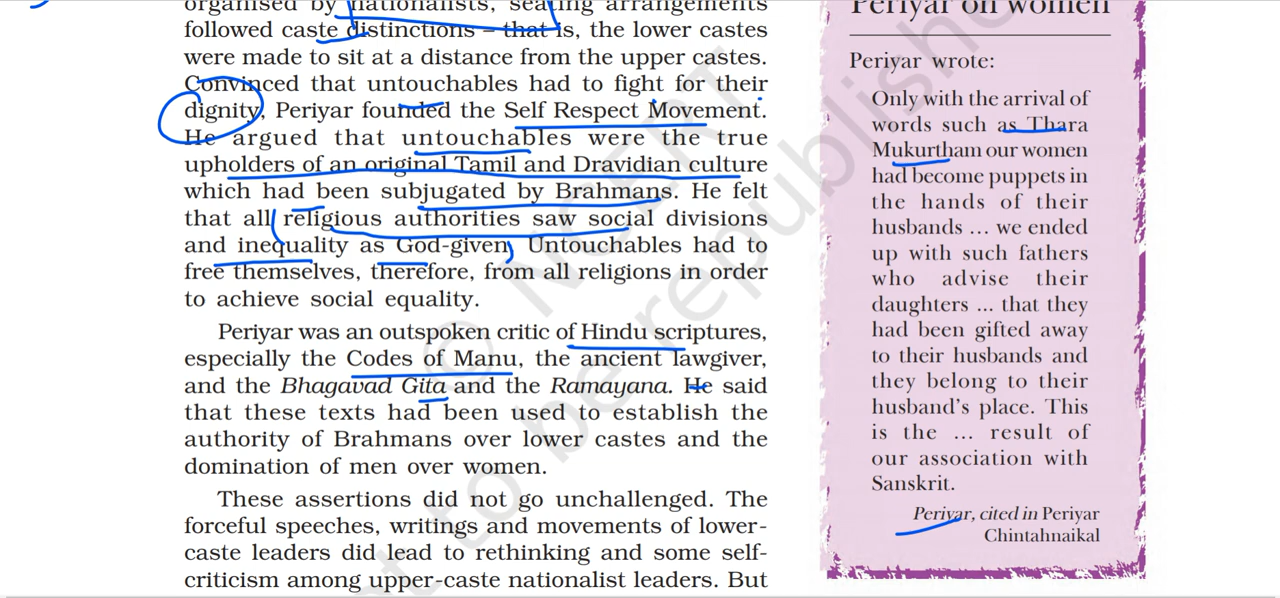 organised by nationalists, seating arrangements
followed caste distinctions – that is, the lower castes
were made to sit at a distance from the upper castes.
Convinced that untouchables had to fight for their
dignity, Periyar founded the Self Respect Movement.
He argued that untouchables were the true
upholders of an original Tamil and Dravidian culture
which had been subjugated by Brahmans. He felt
that all religious authorities saw social divisions
and inequality as God-given. Untouchables had to
free themselves, therefore, from all religions in order
to achieve social equality.
Periyar was an outspoken critic of Hindu scriptures,
especially the Codes of Manu, the ancient lawgiver,
and the Bhagavad Gita and the Ramayana. He said
that these texts had been used to establish the
authority of Brahmans over lower castes and the
domination of men over women.
These assertions did not go unchallenged. The
forceful speeches, writings and movements of lower-
caste leaders did lead to rethinking and some self-
criticism among upper-caste nationalist leaders. But
Periyar on women
Periyar wrote:
Only with the arrival of
words such as Thara
Mukurtham our women
had become puppets in
the hands of their
husbands ... we ended
up with such fathers
who advise their
daughters ... that they
had been gifted away
to their husbands and
they belong to their
husband's place. This
is the ... result of
our association with
Sanskrit.
Periyar, cited in Periyar
Chintahnaikal
© NCERT
not to be republished